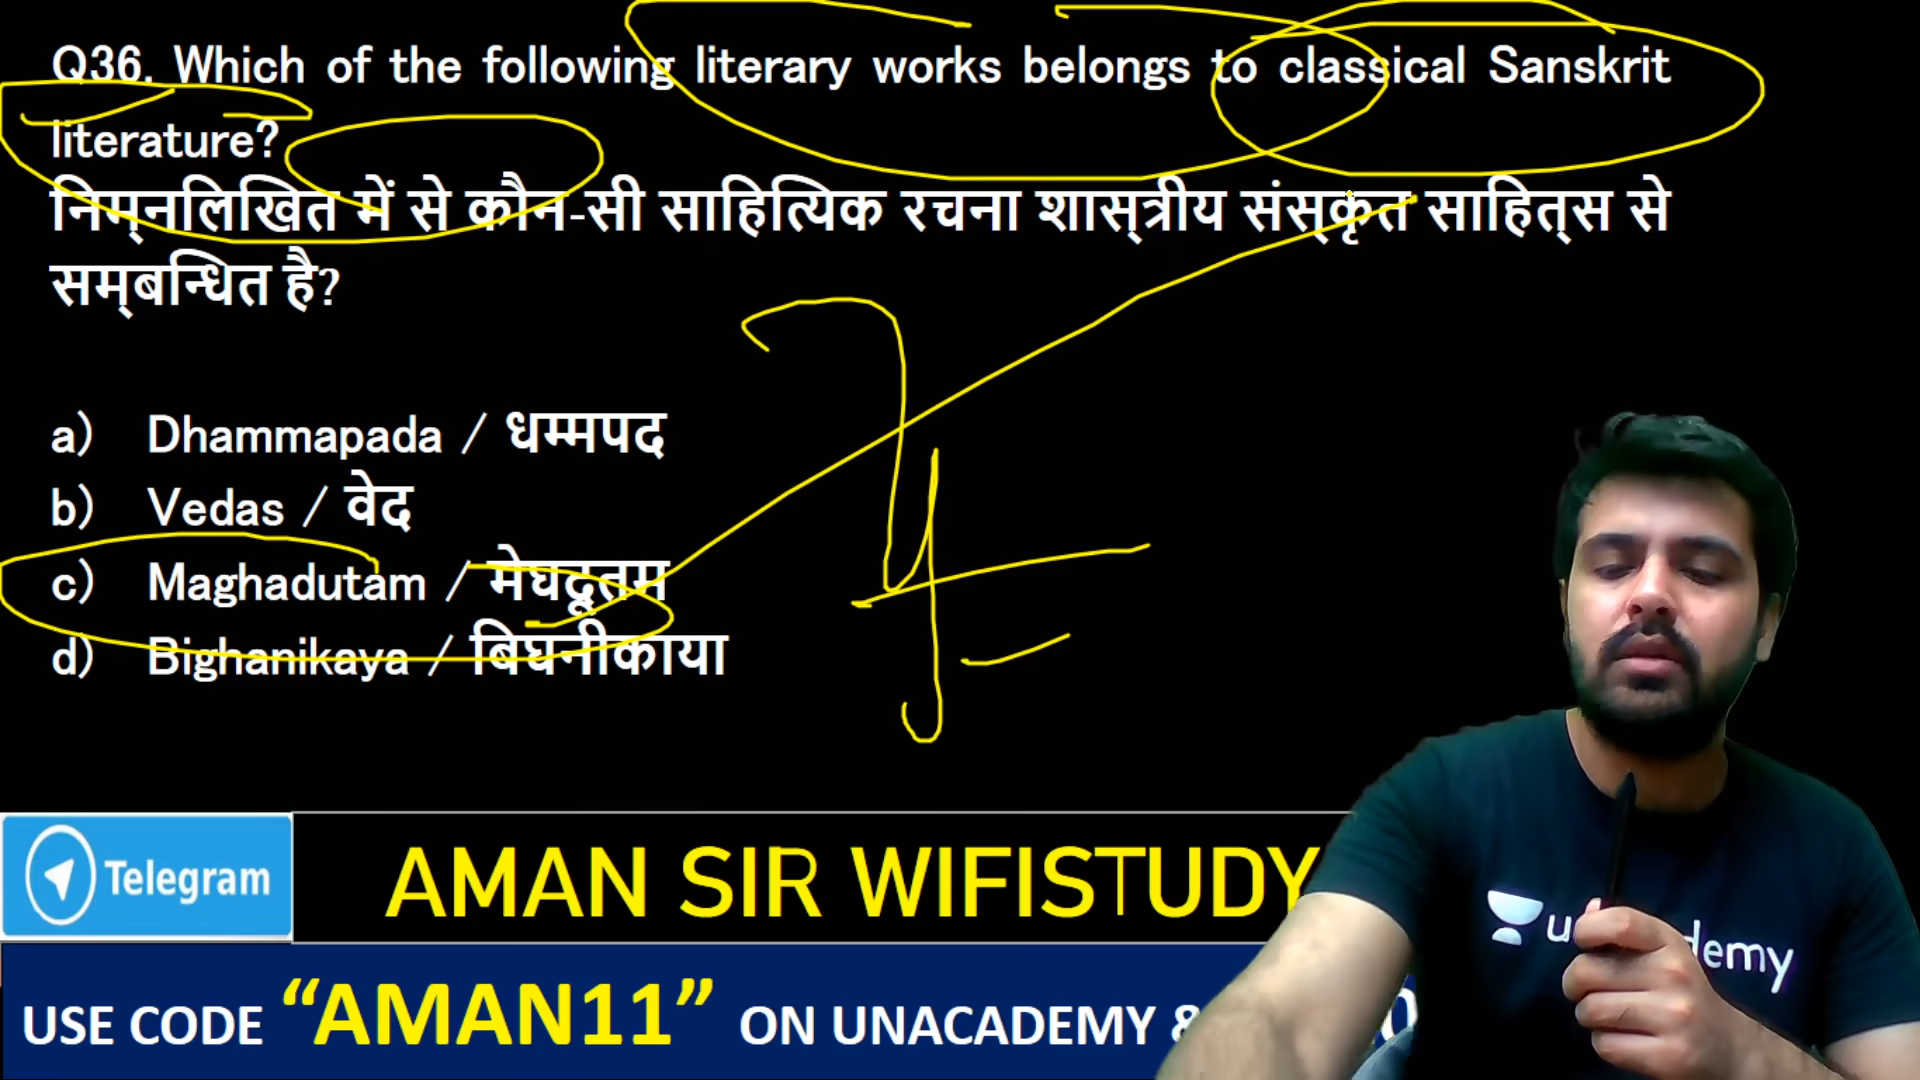 Q36. Which of the following literary works belongs to classical Sanskrit
literature?
निम्नलिखित में से कौन-सी साहित्यिक रचना शास्त्रीय संस्कृत साहित्स से
सम्बन्धित है?
a) Dhammapada / धम्मपद
b) Vedas / वेद
c) Maghadutam / मेघदूतम
d) Bighanikaya / बिघनीकाया
Telegram
AMAN SIR WIFISTUDY
USE CODE “AMAN11” ON UNACADEMY &